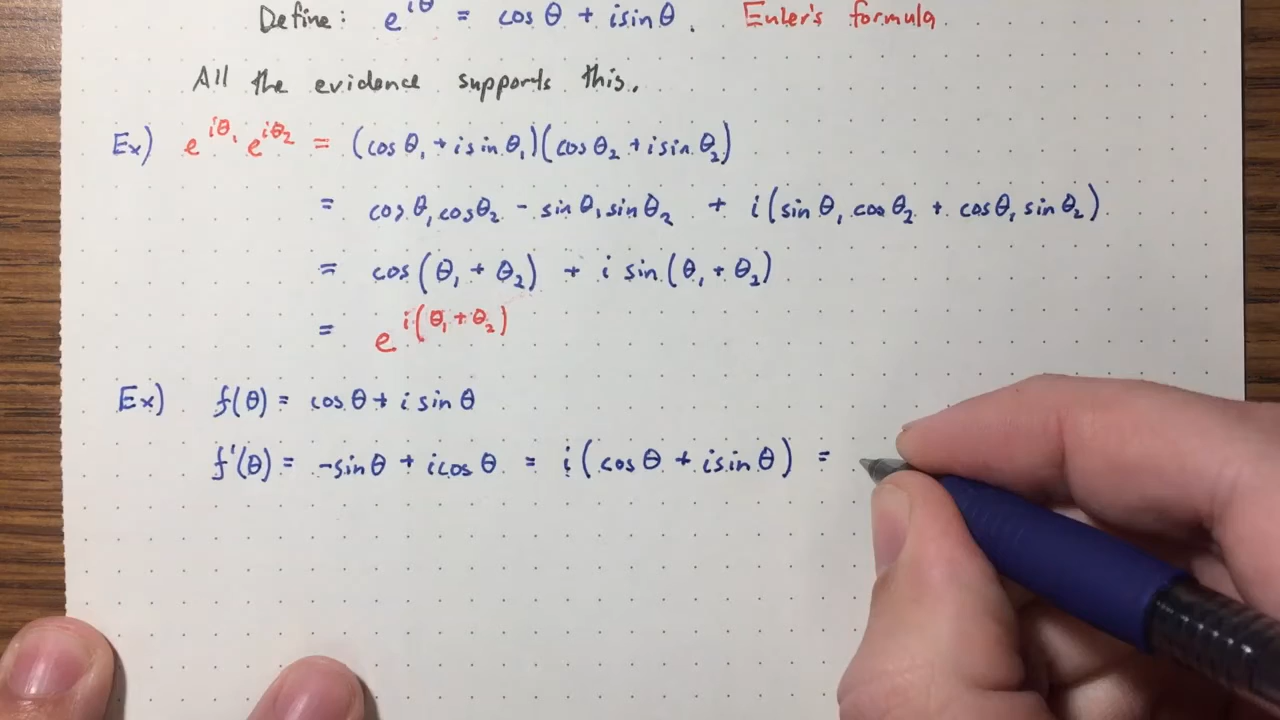 Define: e^{iθ} = cos θ + i sin θ. Euler's formula.
All the evidence supports this.
Ex) e^{iθ₁} e^{iθ₂} = (cos θ₁ + i sin θ₁)(cos θ₂ + i sin θ₂)
= cos θ₁ cos θ₂ - sin θ₁ sin θ₂ + i(sin θ₁ cos θ₂ + cos θ₁ sin θ₂)
= cos(θ₁ + θ₂) + i sin(θ₁ + θ₂)
= e^{i(θ₁ + θ₂)}
Ex) f(θ) = cos θ + i sin θ
f'(θ) = -sin θ + i cos θ = i(cos θ + i sin θ) =